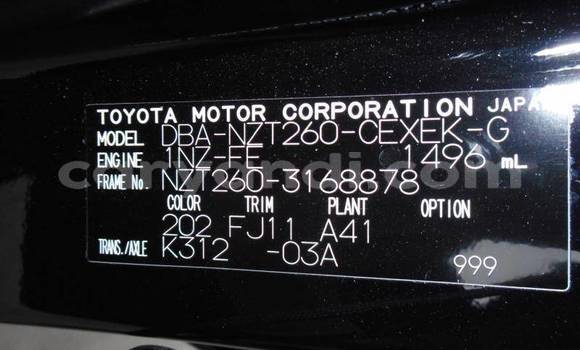 TOYOTA MOTOR CORPORATION JAPAN
MODEL DBA-NZT260-CEXEK-G
ENGINE 1NZ-FE 1496 mL
FRAME No. NZT260-3168878
COLOR TRIM PLANT OPTION
202 FJ11 A41
TRANS./AXLE K312 -03A
999